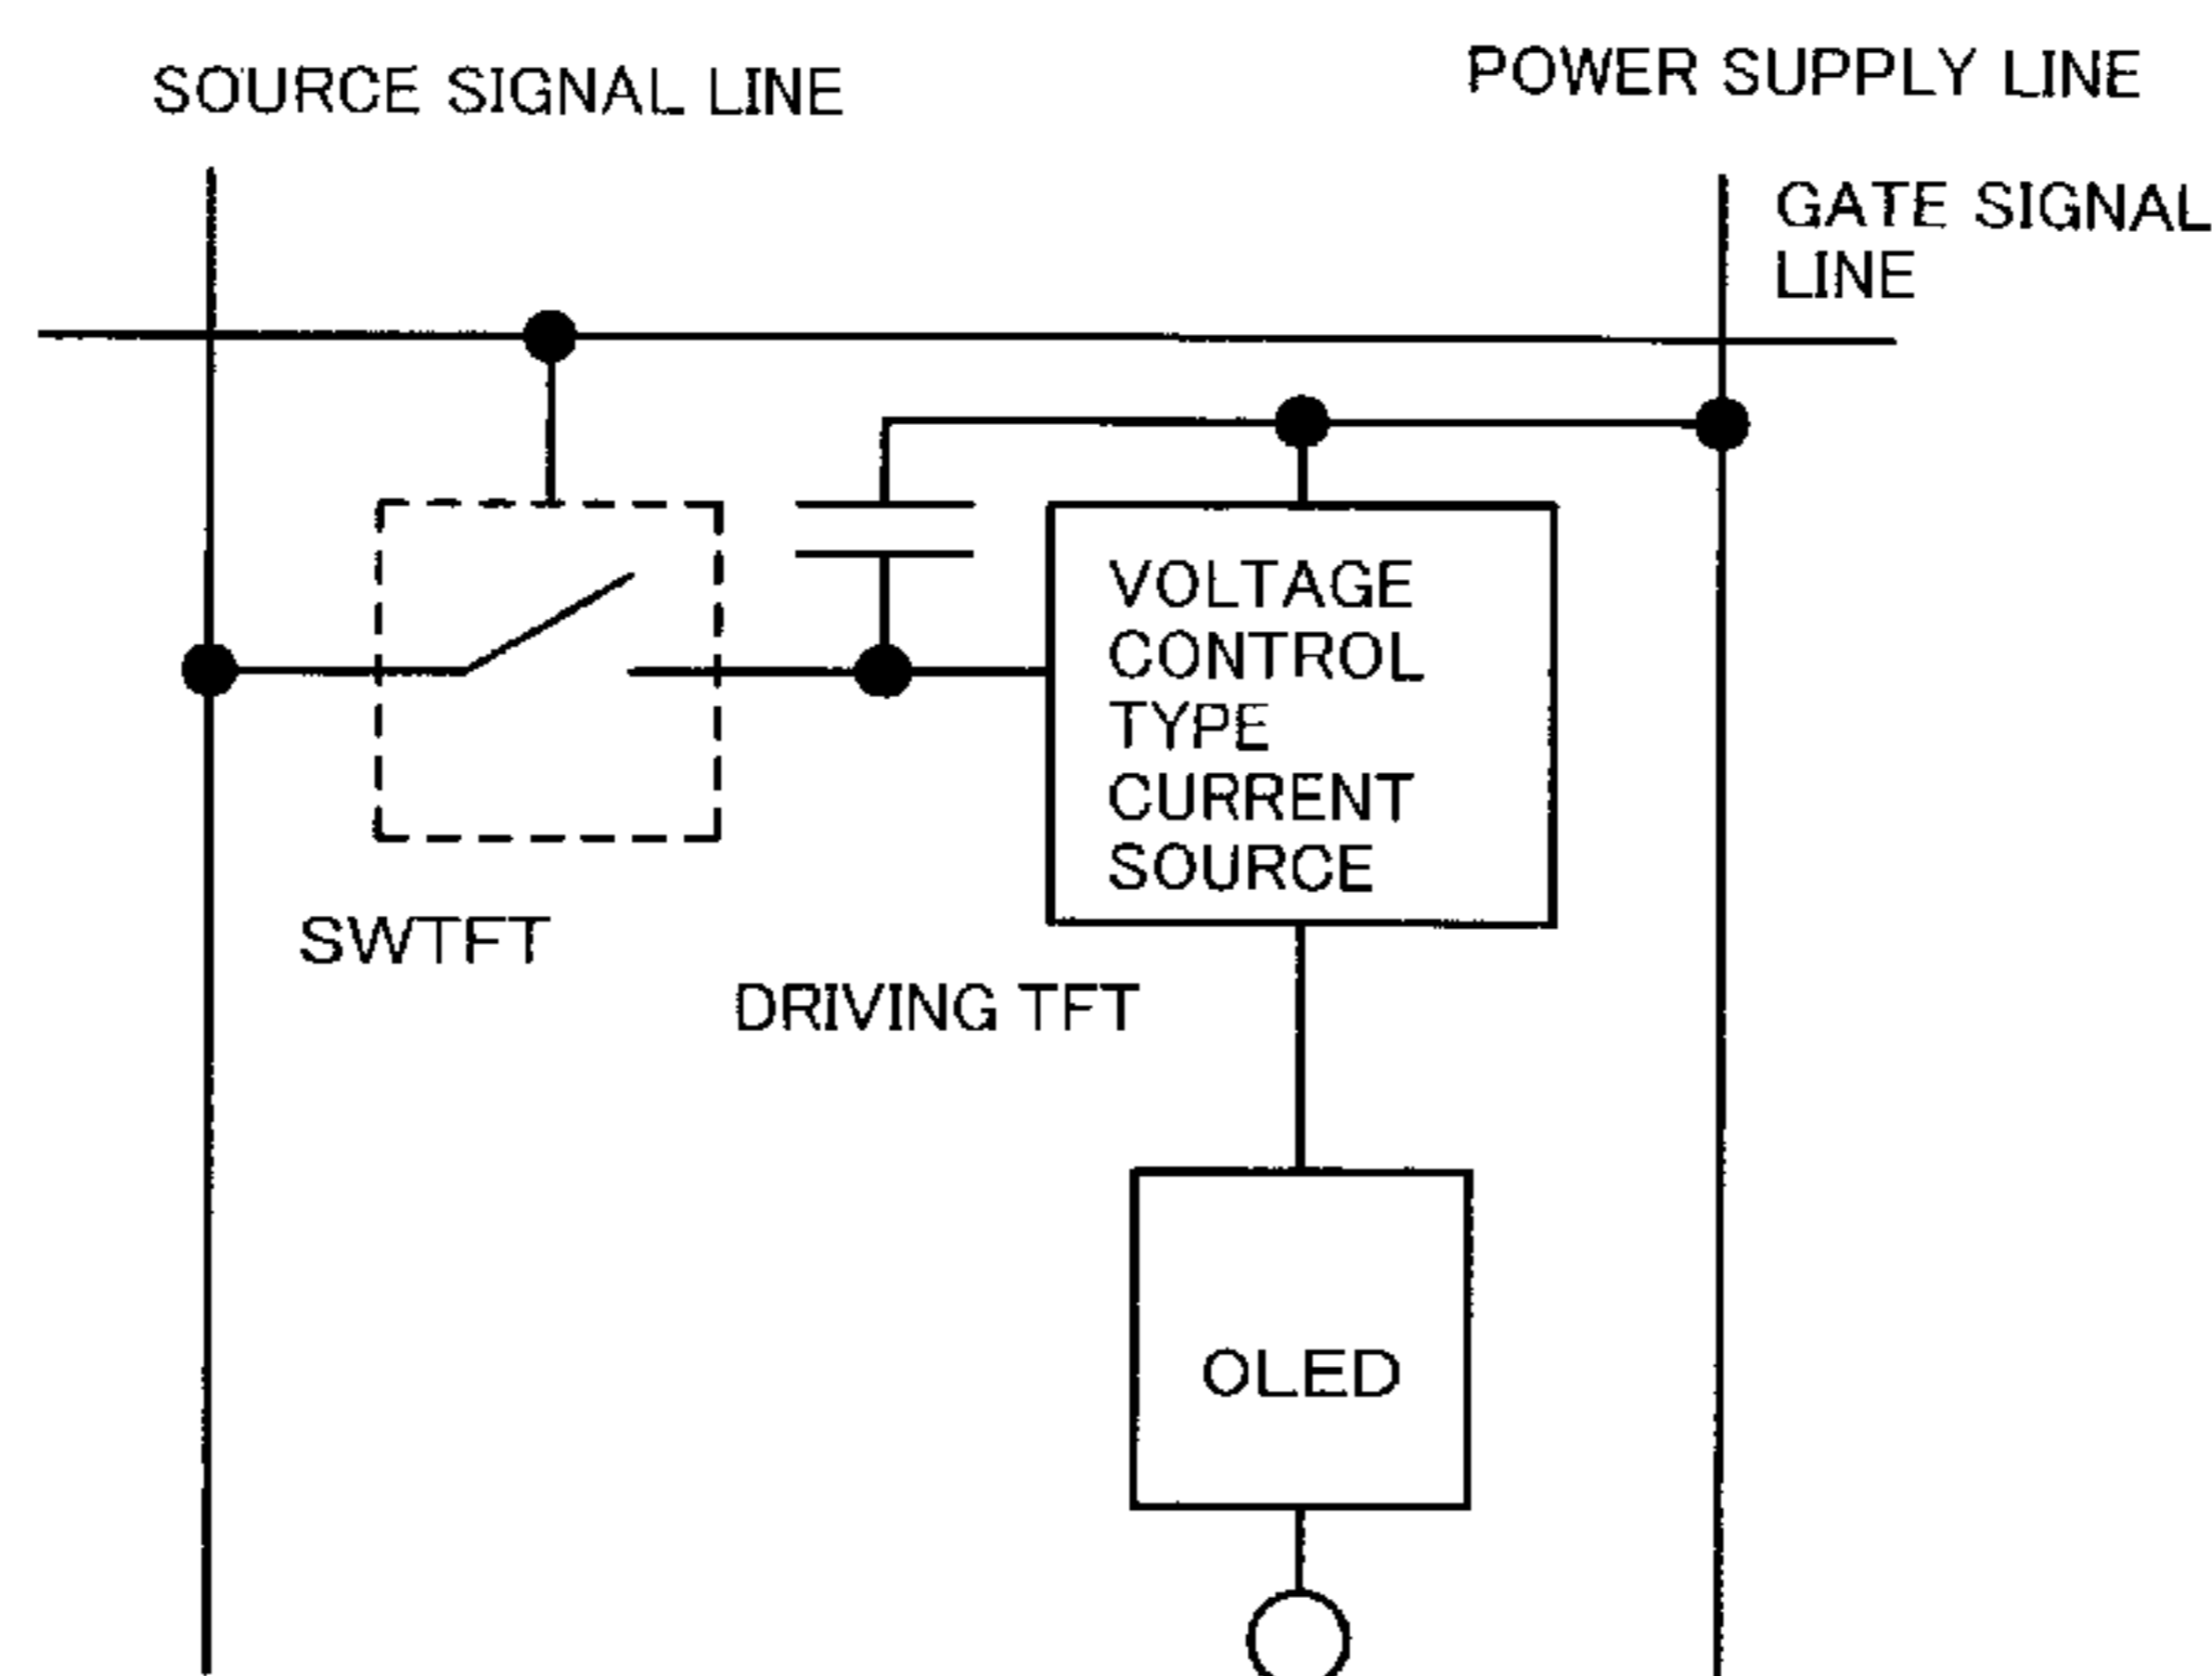 SOURCE SIGNAL LINE
POWER SUPPLY LINE
GATE SIGNAL
LINE
VOLTAGE
CONTROL
TYPE
CURRENT
SOURCE
SWTFT
DRIVING TFT
OLED